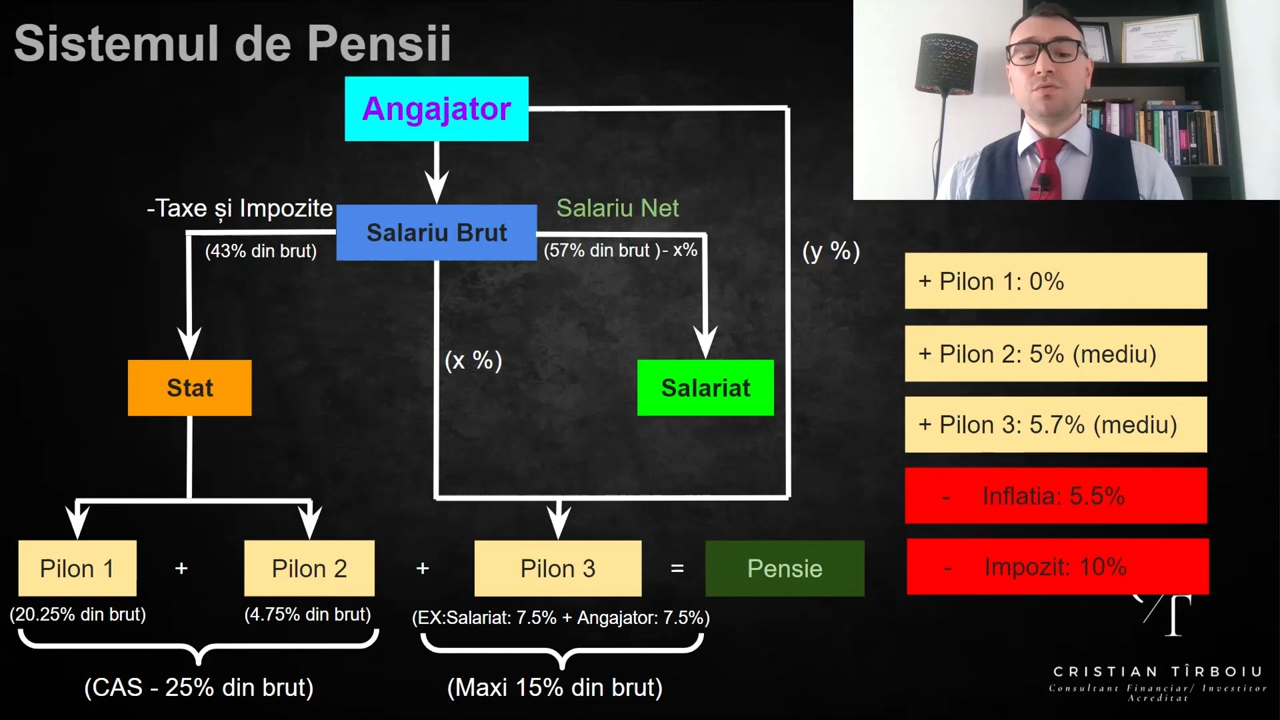 Sistemul de Pensii
Angajator
-Taxe și Impozite
Salariu Brut
Salariu Net
(43% din brut)
(57% din brut )- x%
(y %)
+ Pilon 1: 0%
+ Pilon 2: 5% (mediu)
(x %)
Stat
Salariat
+ Pilon 3: 5.7% (mediu)
- Inflatia: 5.5%
- Impozit: 10%
Pilon 1
+
Pilon 2
+
Pilon 3
=
Pensie
(20.25% din brut)
(4.75% din brut)
(EX:Salariat: 7.5% + Angajator: 7.5%)
(CAS - 25% din brut)
(Maxi 15% din brut)
CRISTIAN TÎRBOIU
Consultant Financiar/ Investitor
Acreditat